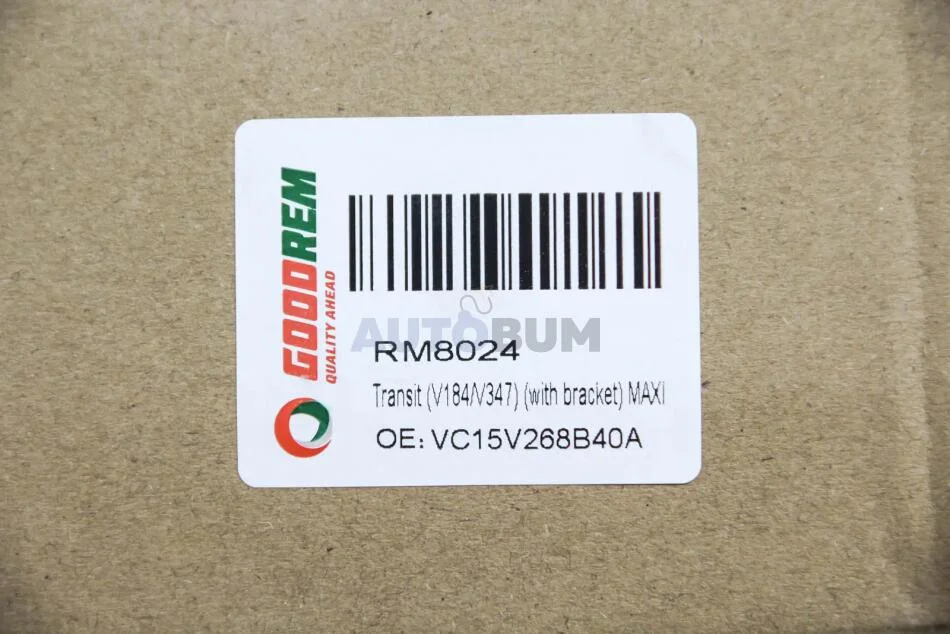 GOODREM
QUALITY AHEAD
AUTOBUM
RM8024
Transit (V184/V347) (with bracket) MAXI
OE: VC15V268B40A